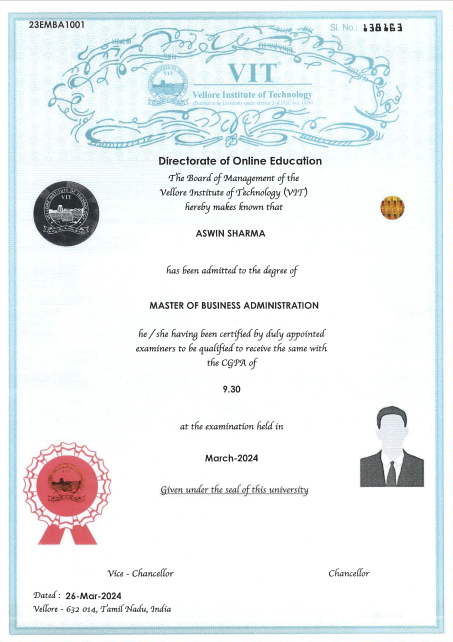 23EMBA1001
Sl. No.: 138163
VIT
VIT®
Vellore Institute of Technology
(Deemed to be University under section 3 of UGC Act, 1956)
Directorate of Online Education
The Board of Management of the
Vellore Institute of Technology (VIT)
hereby makes known that
VIT
ASWIN SHARMA
has been admitted to the degree of
MASTER OF BUSINESS ADMINISTRATION
he / she having been certified by duly appointed
examiners to be qualified to receive the same with
the CGPA of
9.30
at the examination held in
March-2024
Given under the seal of this university
Vice - Chancellor
Chancellor
Dated : 26-Mar-2024
Vellore - 632 014, Tamil Nadu, India